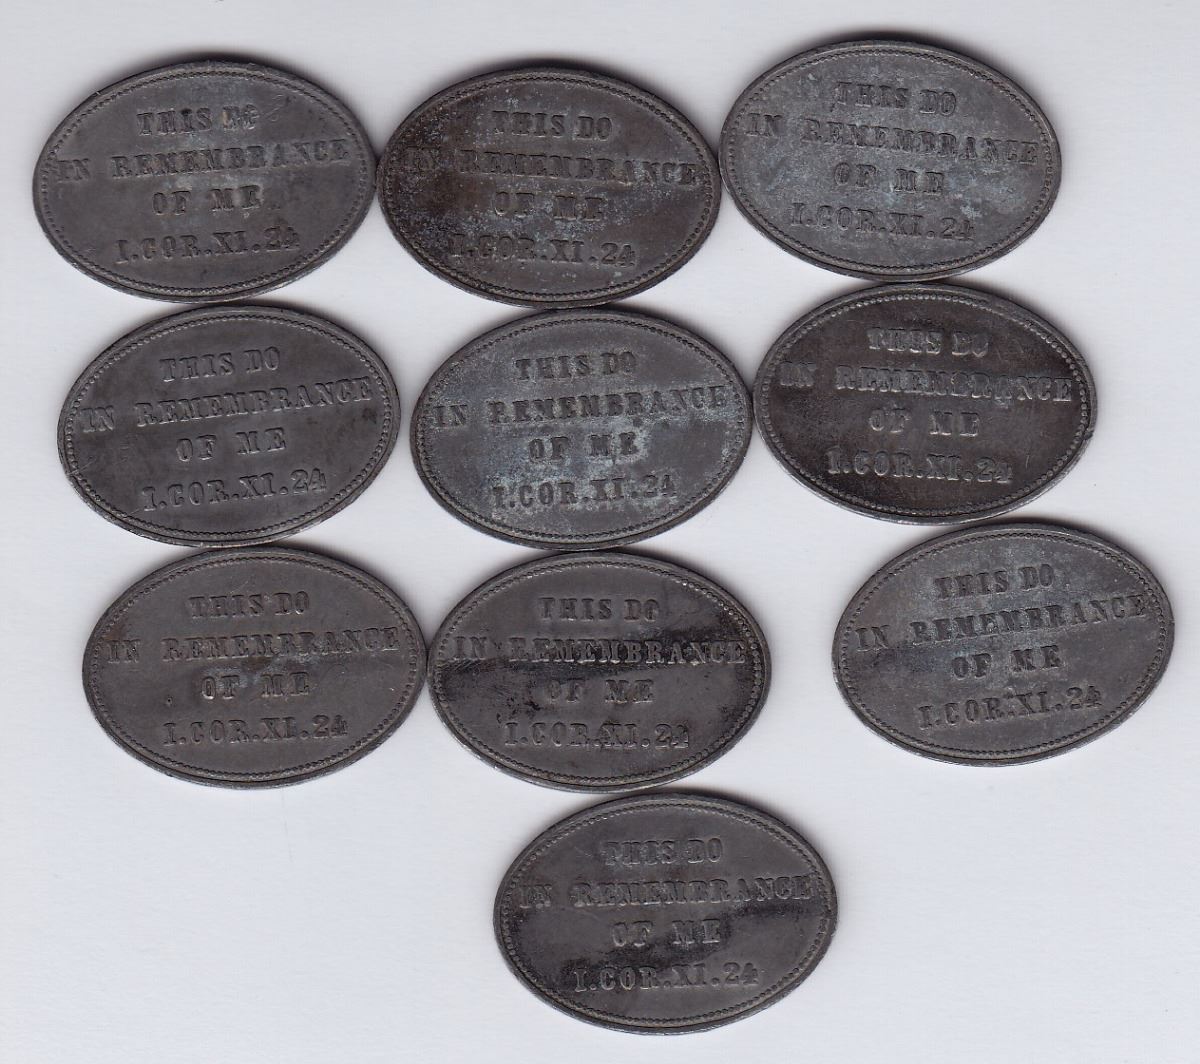 THIS DO
IN REMEMBRANCE
OF ME
I.COR.XI.24
THIS DO
IN REMEMBRANCE
OF ME
I.COR.XI.24
THIS DO
IN REMEMBRANCE
OF ME
I.COR.XI.24
THIS DO
IN REMEMBRANCE
OF ME
I.COR.XI.24
THIS DO
IN REMEMBRANCE
OF ME
I.COR.XI.24
THIS DO
IN REMEMBRANCE
OF ME
I.COR.XI.24
THIS DO
IN REMEMBRANCE
OF ME
I.COR.XI.24
THIS DO
IN REMEMBRANCE
OF ME
I.COR.XI.24
THIS DO
IN REMEMBRANCE
OF ME
I.COR.XI.24
THIS DO
IN REMEMBRANCE
OF ME
I.COR.XI.24